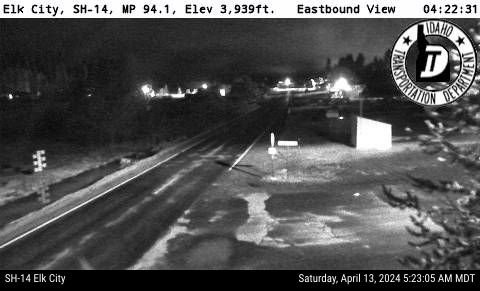 Elk City, SH-14, MP 94.1, Elev 3,939ft. Eastbound View 04:22:31
IDAHO
TRANSPORTATION DEPARTMENT
SH-14 Elk City Saturday, April 13, 2024 5:23:05 AM MDT